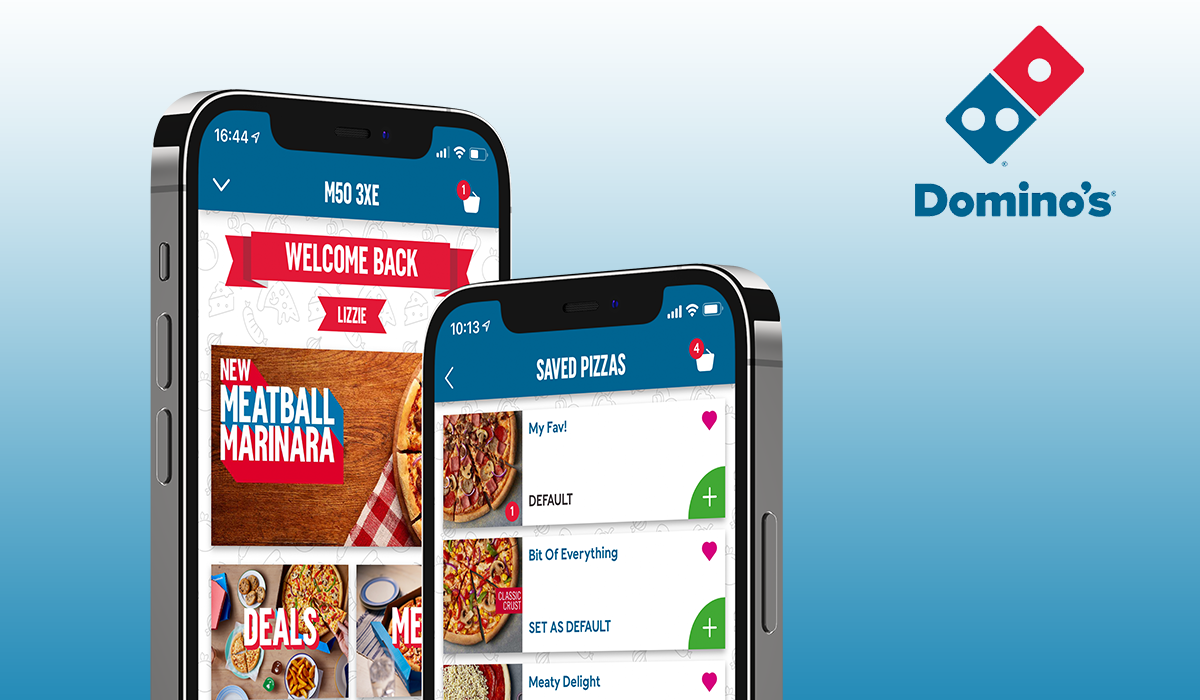 16:44
M50 3XE
1
WELCOME BACK
LIZZIE
NEW
MEATBALL
MARINARA
DEALS
ME
10:13
SAVED PIZZAS
4
My Fav!
1
DEFAULT
Bit Of Everything
CLASSIC
CRUST
SET AS DEFAULT
Meaty Delight
Domino's®